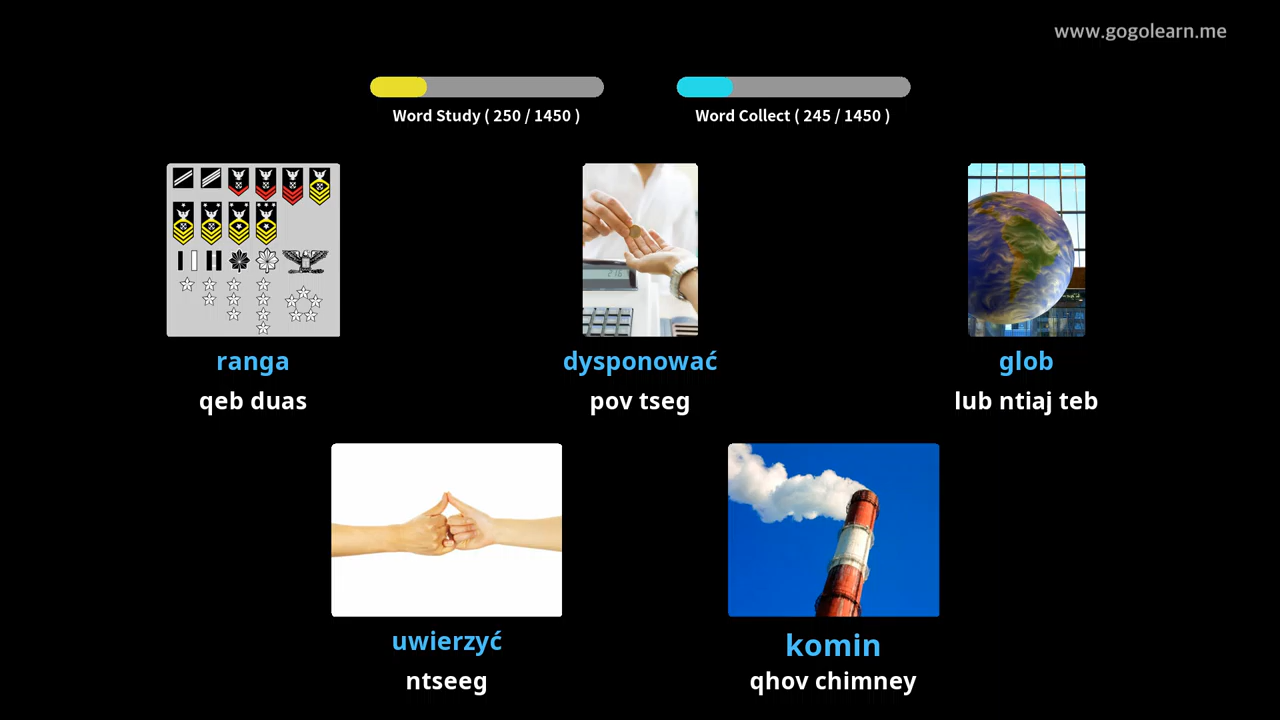 www.gogolearn.me
Word Study ( 250 / 1450 )
Word Collect ( 245 / 1450 )
ranga
qeb duas
dysponować
pov tseg
glob
lub ntiaj teb
uwierzyć
ntseeg
komin
qhov chimney